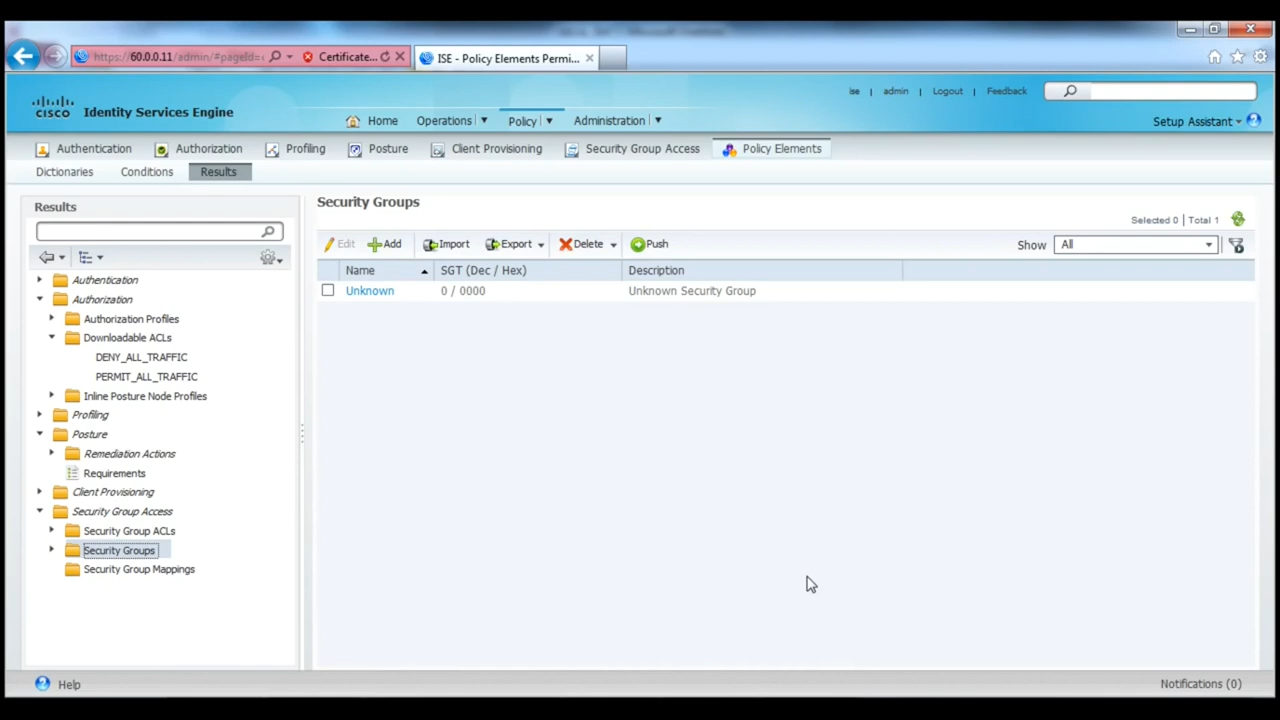 https://60.0.0.11/admin/#pageId= Certificate... ISE - Policy Elements Permi...
ise | admin | Logout | Feedback
cisco Identity Services Engine
Home Operations Policy Administration Setup Assistant
Authentication Authorization Profiling Posture Client Provisioning Security Group Access Policy Elements
Dictionaries Conditions Results
Results
Authentication
Authorization
Authorization Profiles
Downloadable ACLs
DENY_ALL_TRAFFIC
PERMIT_ALL_TRAFFIC
Inline Posture Node Profiles
Profiling
Posture
Remediation Actions
Requirements
Client Provisioning
Security Group Access
Security Group ACLs
Security Groups
Security Group Mappings
Security Groups
Selected 0 | Total 1
Edit Add Import Export Delete Push Show All
Name SGT (Dec / Hex) Description
Unknown 0 / 0000 Unknown Security Group
Help Notifications (0)